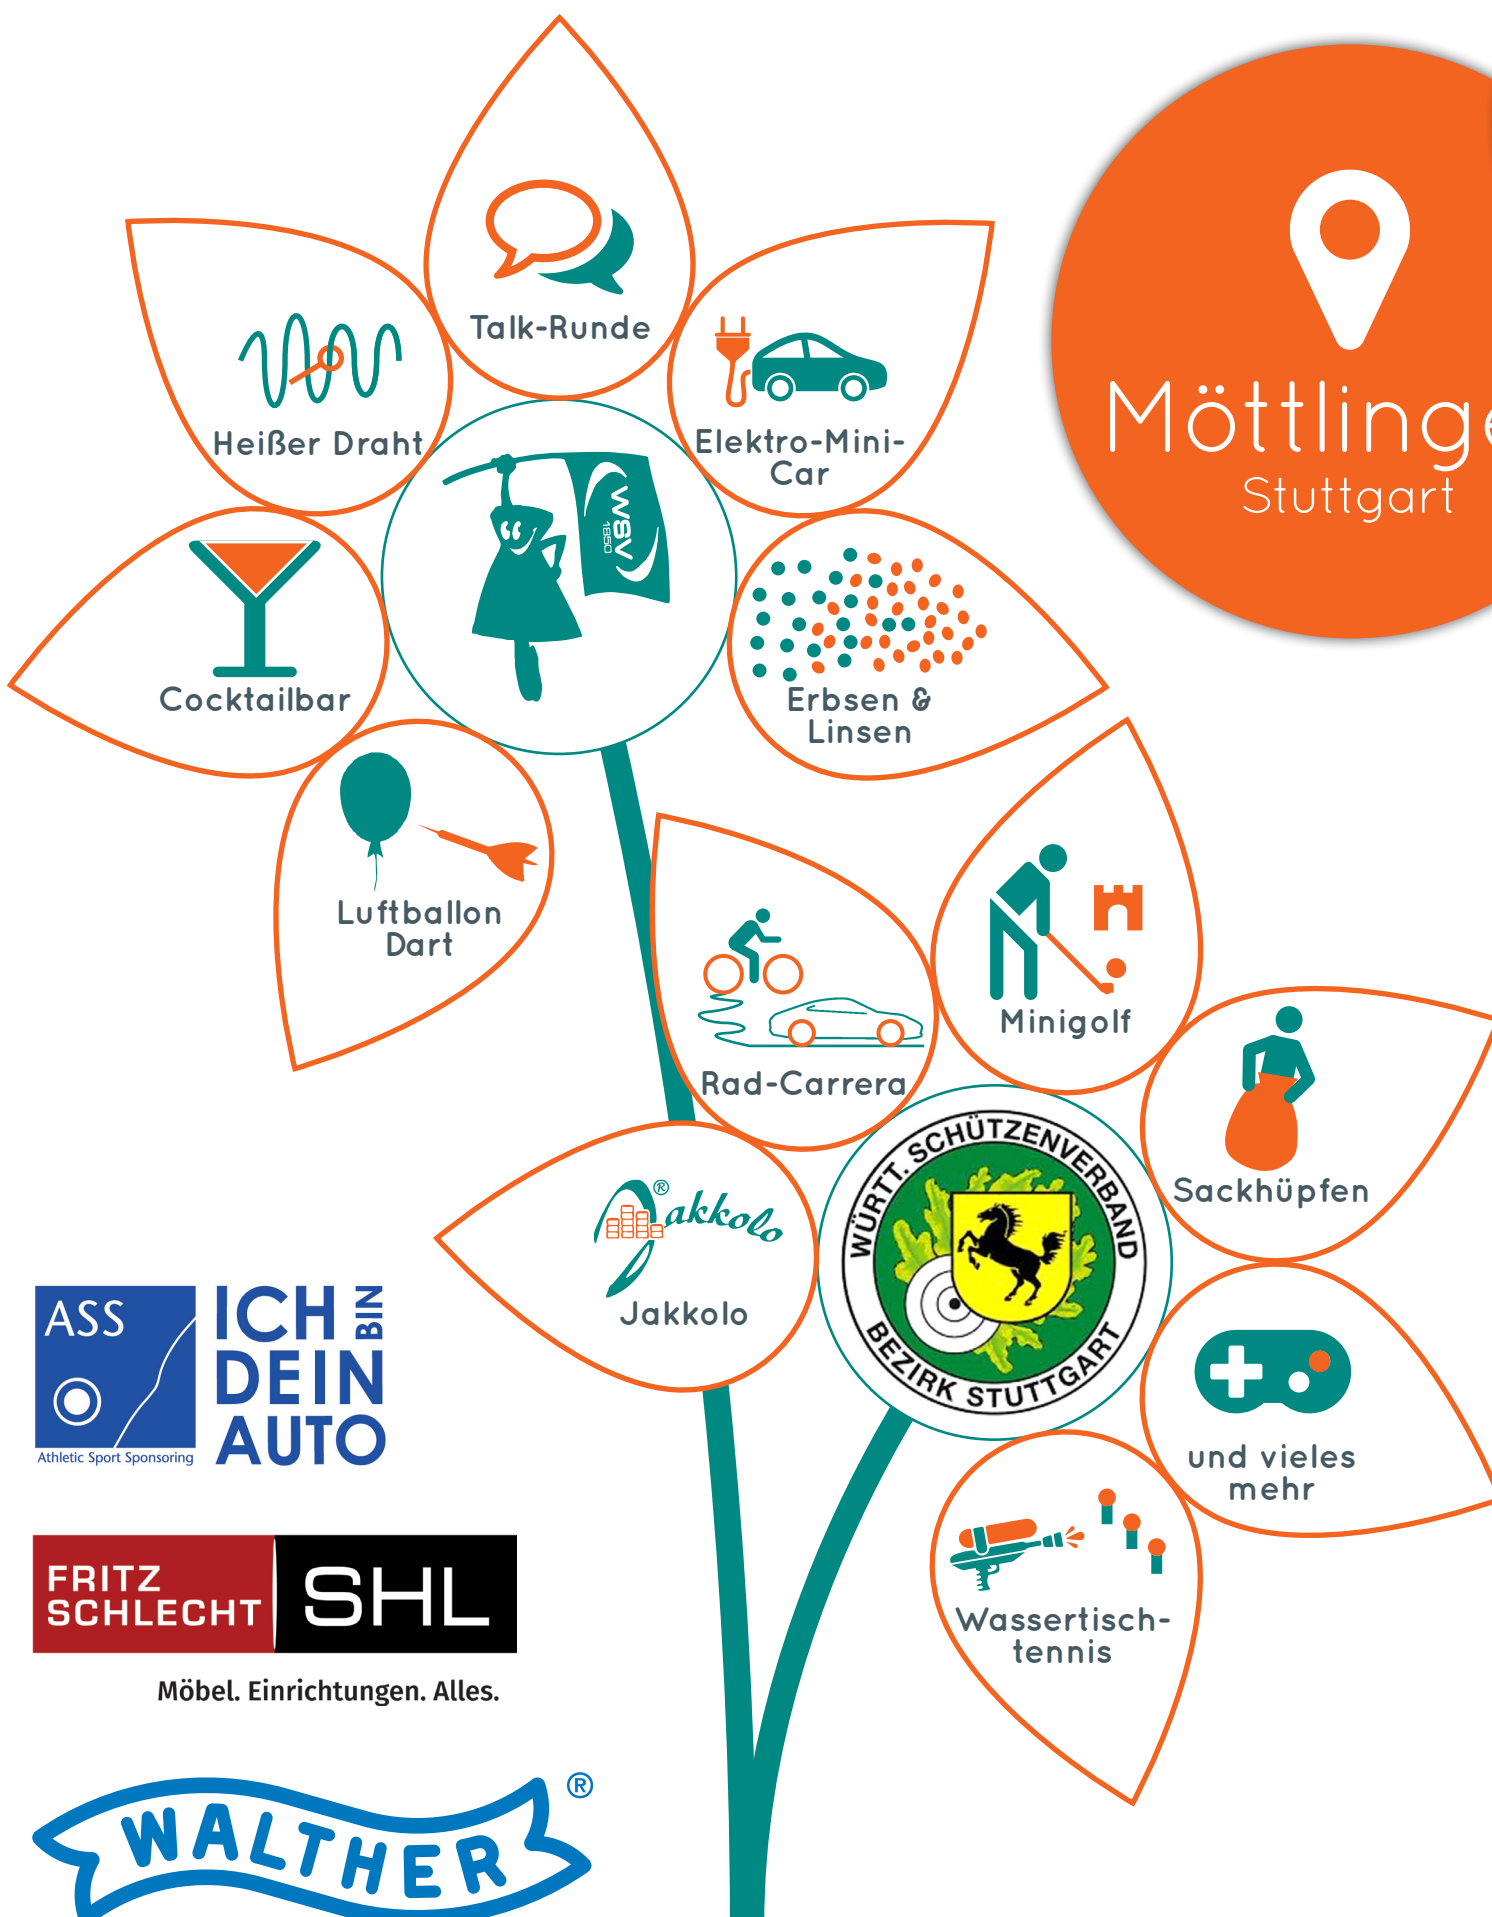 Talk-Runde
Heißer Draht
Elektro-Mini-
Car
Möttlinge
Stuttgart
WSV
1850
Cocktailbar
Erbsen &
Linsen
Luftballon
Dart
Rad-Carrera
Minigolf
Sackhüpfen
®
Jakkolo
Jakkolo
WÜRTT. SCHÜTZENVERBAND
BEZIRK STUTTGART
und vieles
mehr
Wassertisch-
tennis
ASS
Athletic Sport Sponsoring
ICH BIN
DEIN
AUTO
FRITZ
SCHLECHT
SHL
Möbel. Einrichtungen. Alles.
WALTHER
®